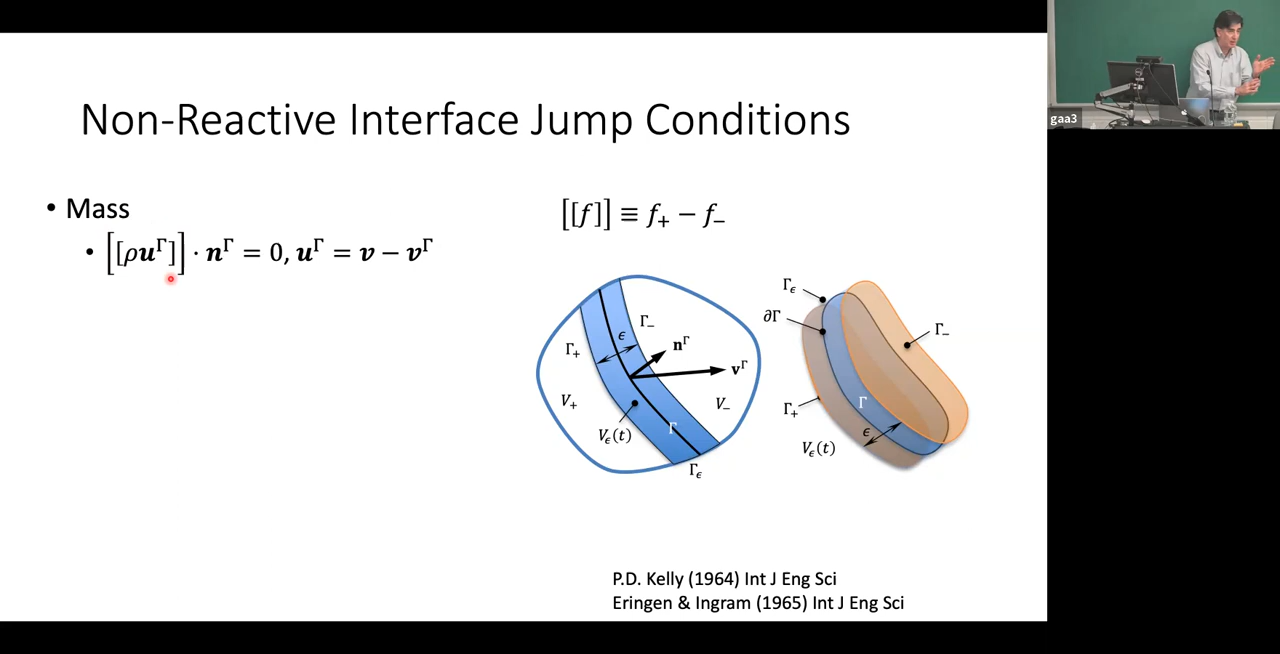 Non-Reactive Interface Jump Conditions
• Mass
• [[ρu^Γ]] · n^Γ = 0, u^Γ = v − v^Γ
[[f]] ≡ f₊ − f₋
Γ₋
ϵ
n^Γ
Γ₊
v^Γ
V₊
V₋
V_ϵ(t)
Γ
Γ_ϵ
Γ_ϵ
∂Γ
Γ₋
Γ₊
Γ
ϵ
V_ϵ(t)
P.D. Kelly (1964) Int J Eng Sci
Eringen & Ingram (1965) Int J Eng Sci
gaa3